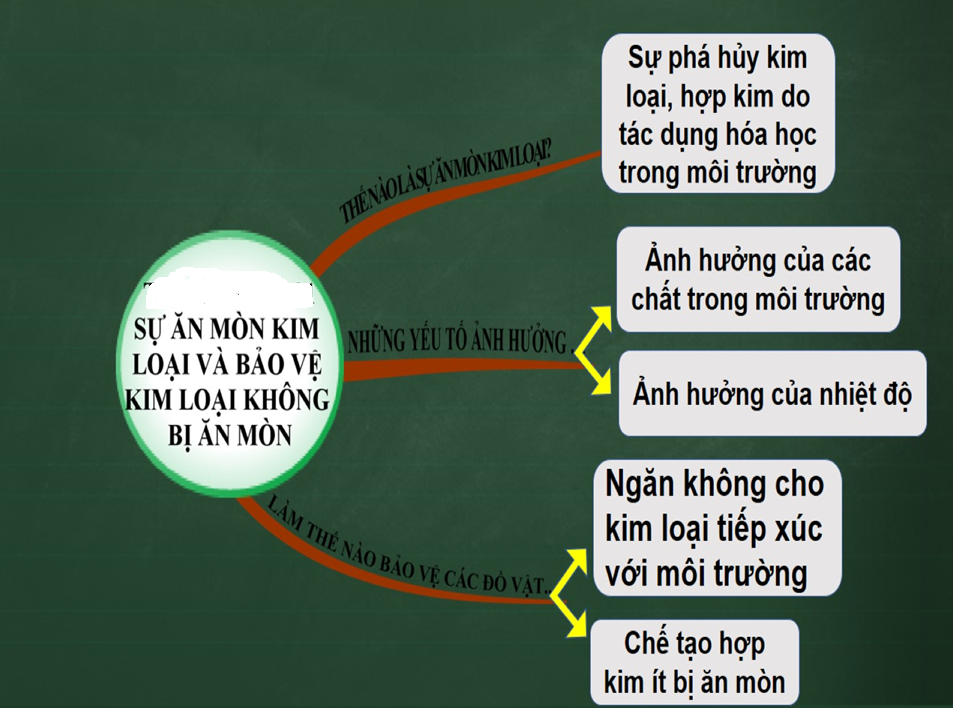 Sự phá hủy kim
loại, hợp kim do
tác dụng hóa học
trong môi trường
THẾ NÀO LÀ SỰ ĂN MÒN KIM LOẠI?
Ảnh hưởng của các
chất trong môi trường
SỰ ĂN MÒN KIM
LOẠI VÀ BẢO VỆ
KIM LOẠI KHÔNG
BỊ ĂN MÒN
NHỮNG YẾU TỐ ẢNH HƯỞNG .
Ảnh hưởng của nhiệt độ
LÀM THẾ NÀO BẢO VỆ CÁC ĐỒ VẬT..
Ngăn không cho
kim loại tiếp xúc
với môi trường
Chế tạo hợp
kim ít bị ăn mòn